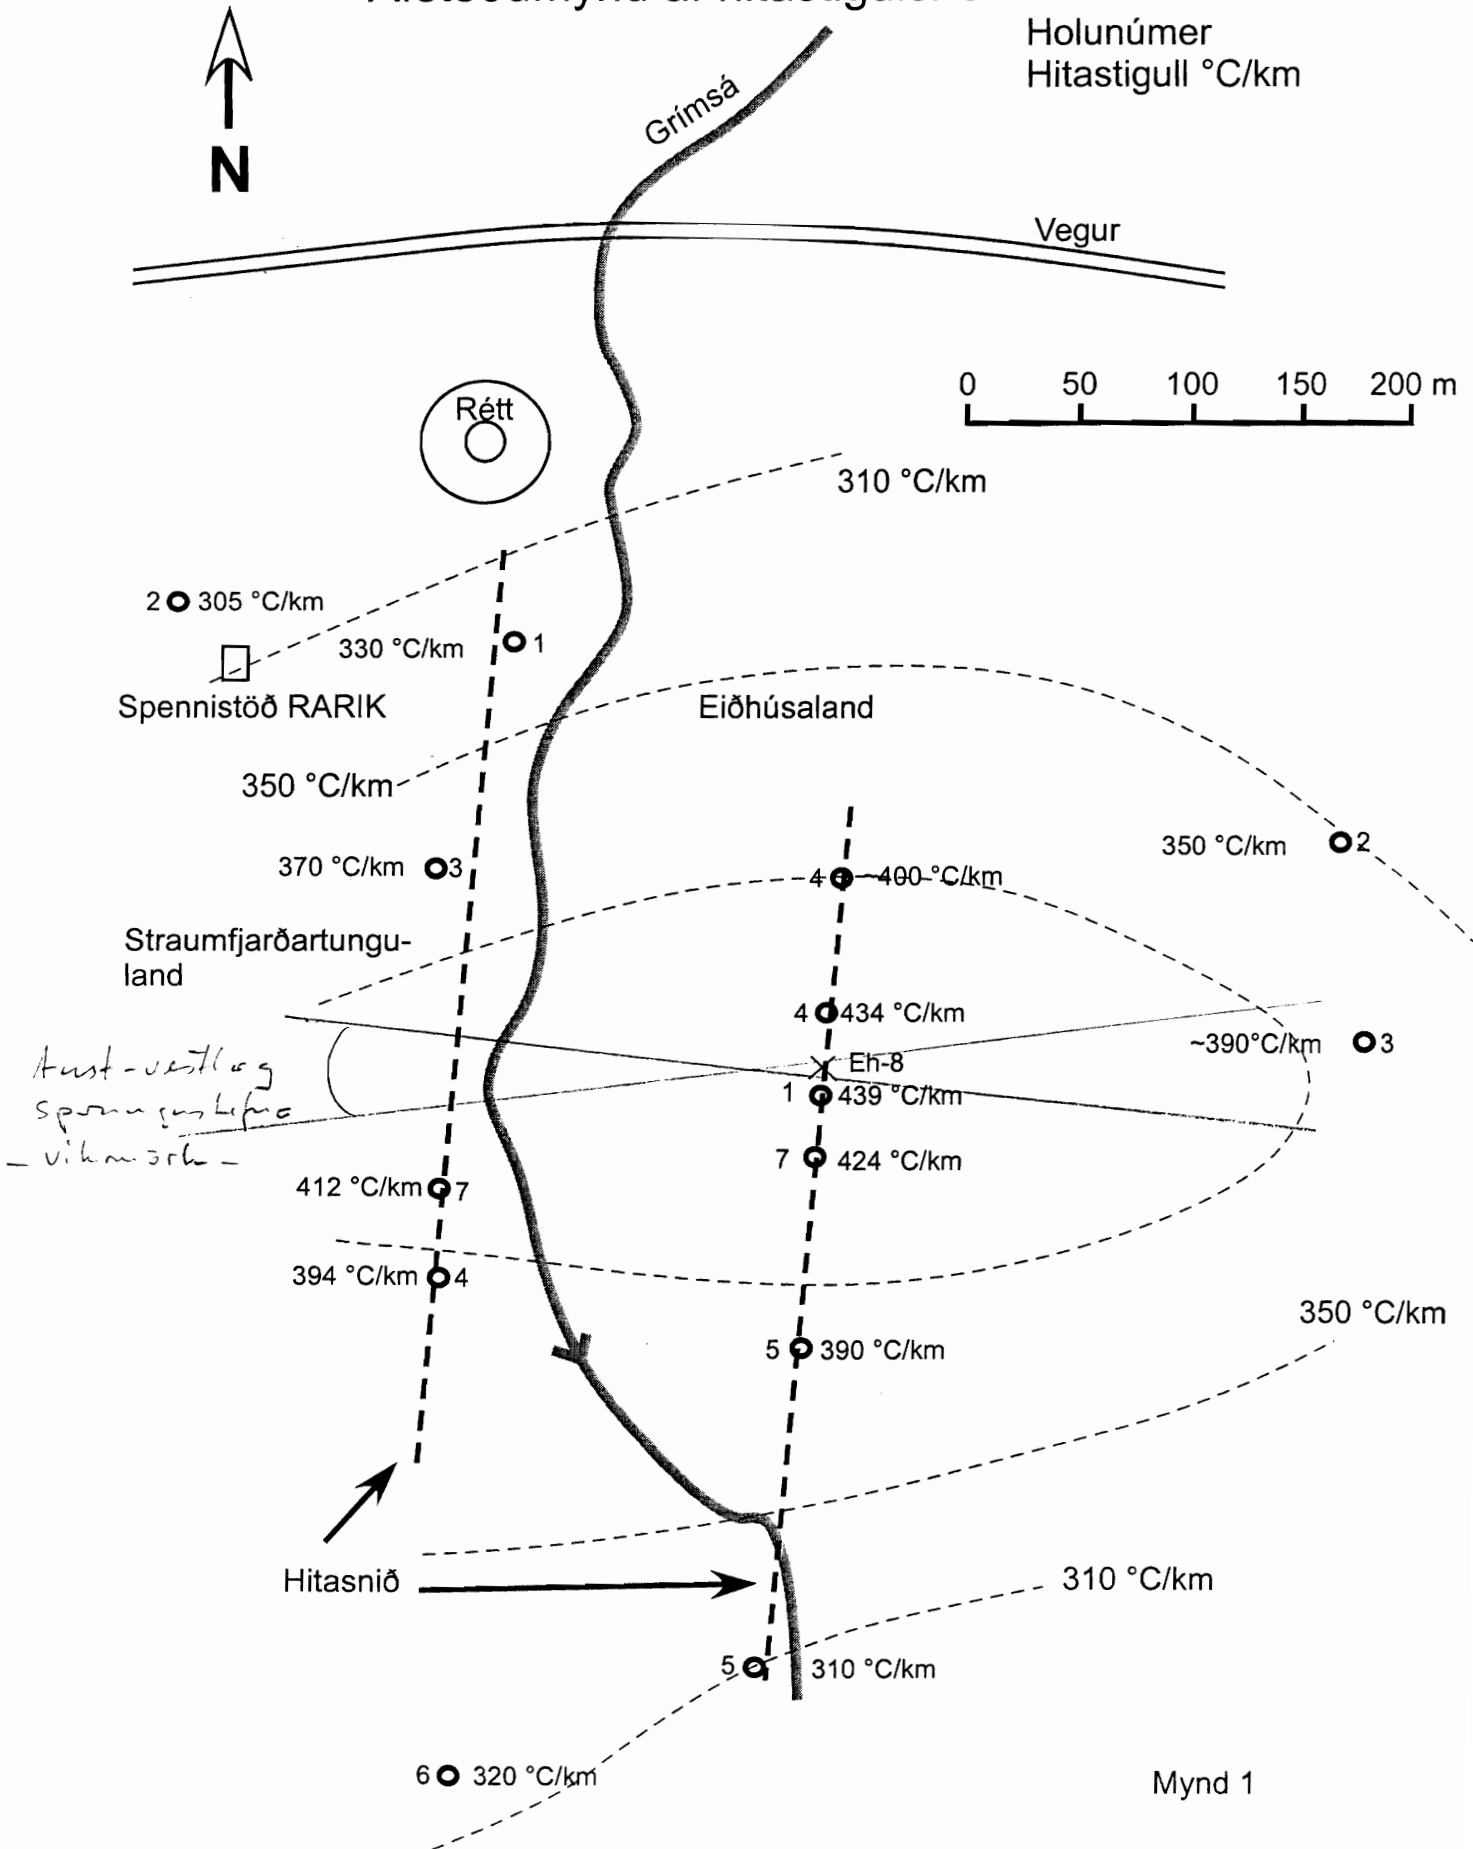 Holunúmer
Hitastigull °C/km
N
Grímsá
Vegur
0 50 100 150 200 m
Rétt
310 °C/km
2 305 °C/km
330 °C/km 1
Spennistöð RARIK
Eiðhúsaland
350 °C/km
370 °C/km 3
350 °C/km 2
4 ~400 °C/km
Straumfjarðartungu-
land
4 434 °C/km
~390°C/km 3
Eh-8
1 439 °C/km
Aust-vestlæg
sprungustefna
- vikmörk -
7 424 °C/km
412 °C/km 7
394 °C/km 4
350 °C/km
5 390 °C/km
Hitasnið
310 °C/km
5 310 °C/km
6 320 °C/km
Mynd 1